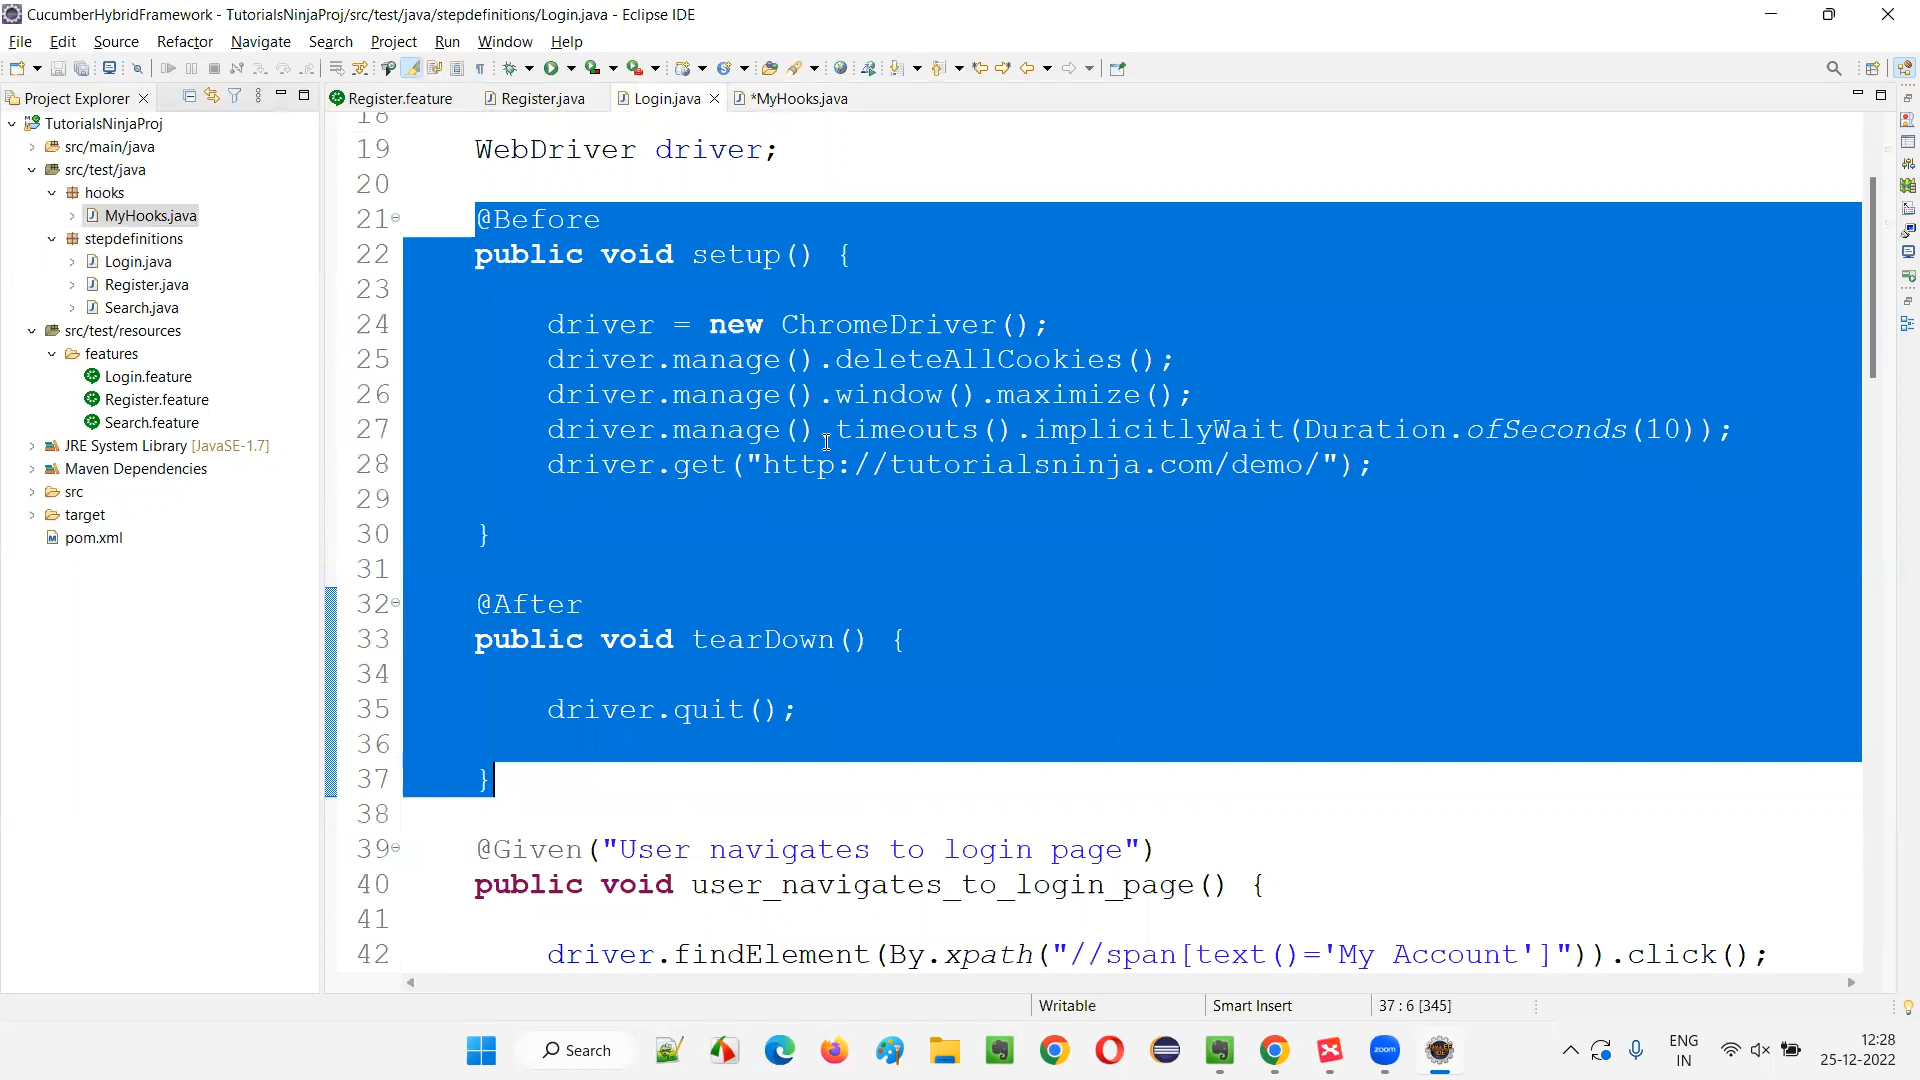 CucumberHybridFramework - TutorialsNinjaProj/src/test/java/stepdefinitions/Login.java - Eclipse IDE
File Edit Source Refactor Navigate Search Project Run Window Help
Project Explorer
TutorialsNinjaProj
src/main/java
src/test/java
hooks
MyHooks.java
stepdefinitions
Login.java
Register.java
Search.java
src/test/resources
features
Login.feature
Register.feature
Search.feature
JRE System Library [JavaSE-1.7]
Maven Dependencies
src
target
pom.xml
Register.feature Register.java Login.java *MyHooks.java
18
19 WebDriver driver;
20
21 @Before
22 public void setup() {
23
24 driver = new ChromeDriver();
25 driver.manage().deleteAllCookies();
26 driver.manage().window().maximize();
27 driver.manage().timeouts().implicitlyWait(Duration.ofSeconds(10));
28 driver.get("http://tutorialsninja.com/demo/");
29
30 }
31
32 @After
33 public void tearDown() {
34
35 driver.quit();
36
37 }
38
39 @Given("User navigates to login page")
40 public void user_navigates_to_login_page() {
41
42 driver.findElement(By.xpath("//span[text()='My Account']")).click();
Writable Smart Insert 37 : 6 [345]
Search
zoom
ENG
IN
12:28
25-12-2022